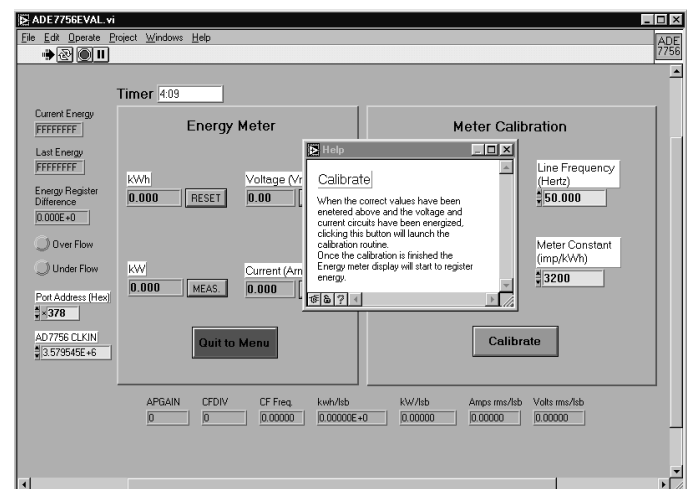 ADE7756EVAL.vi
File Edit Operate Project Windows Help
ADE
7756
Timer 4:09
Current Energy
FFFFFFFF
Last Energy
FFFFFFFF
Energy Register
Difference
0.000E+0
Over Flow
Under Flow
Port Address (Hex)
×378
AD7756 CLKIN
3.579545E+6
Energy Meter
kWh
0.000 RESET
Voltage (Vr
0.00
kW
0.000 MEAS.
Current (Arn
0.000
Quit to Menu
Help
Calibrate
When the correct values have been
enetered above and the voltage and
current circuits have been energized,
clicking this button will launch the
calibration routine.
Once the calibration is finished the
Energy meter display will start to register
energy.
?
Meter Calibration
Line Frequency
(Hertz)
50.000
Meter Constant
(imp/kWh)
3200
Calibrate
APGAIN CFDIV CF Freq. kwh/lsb kW/lsb Amps rms/lsb Volts rms/lsb
0 0 0.00000 0.00000E+0 0.00000 0.00000 0.00000